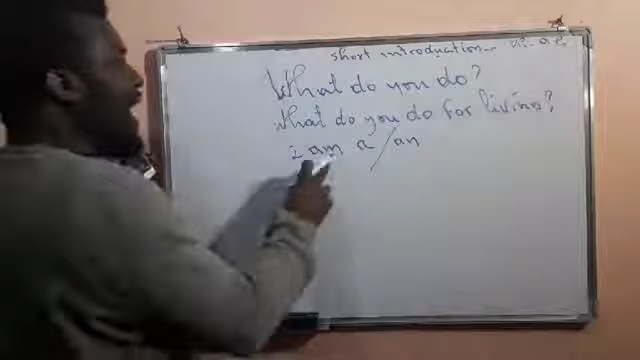 short introduction
What do you do?
What do you do for living?
I am a/an